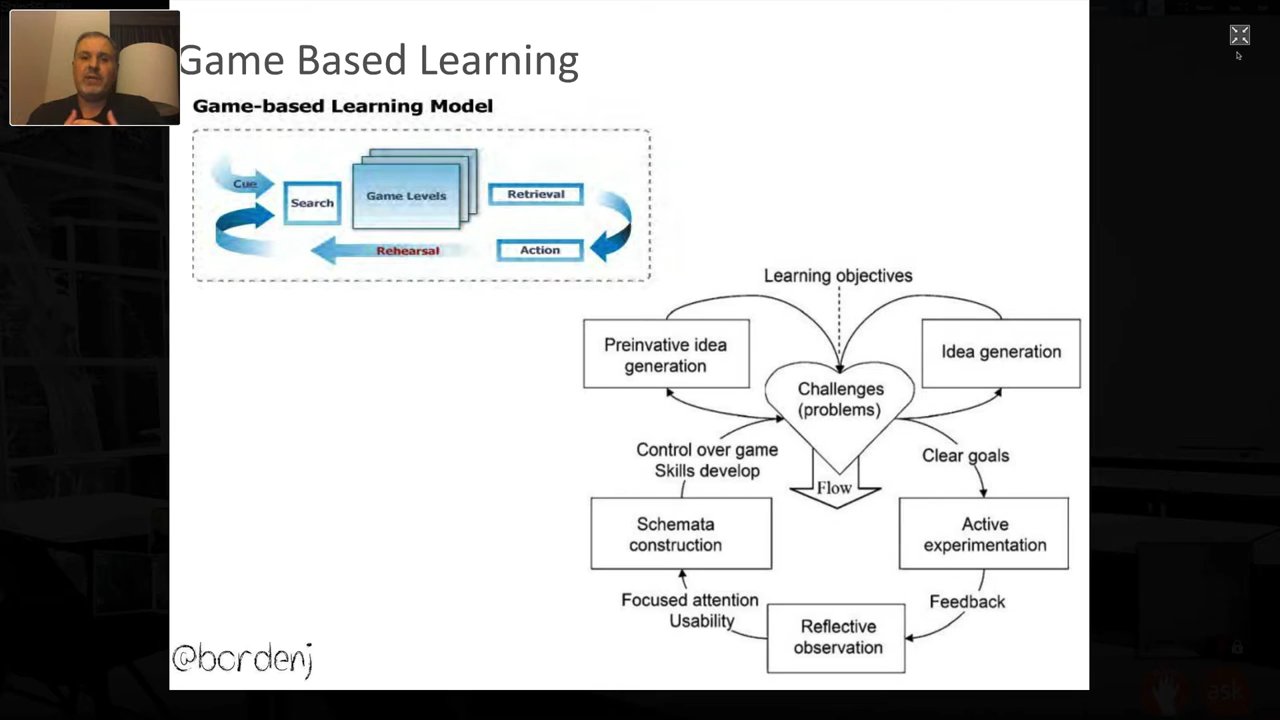 Game Based Learning
Game-based Learning Model
Cue
Search
Game Levels
Retrieval
Rehearsal
Action
Learning objectives
Preinvative idea
generation
Challenges
(problems)
Idea generation
Control over game
Skills develop
Clear goals
Flow
Schemata
construction
Active
experimentation
Focused attention
Usability
Feedback
Reflective
observation
@bordenj
ask